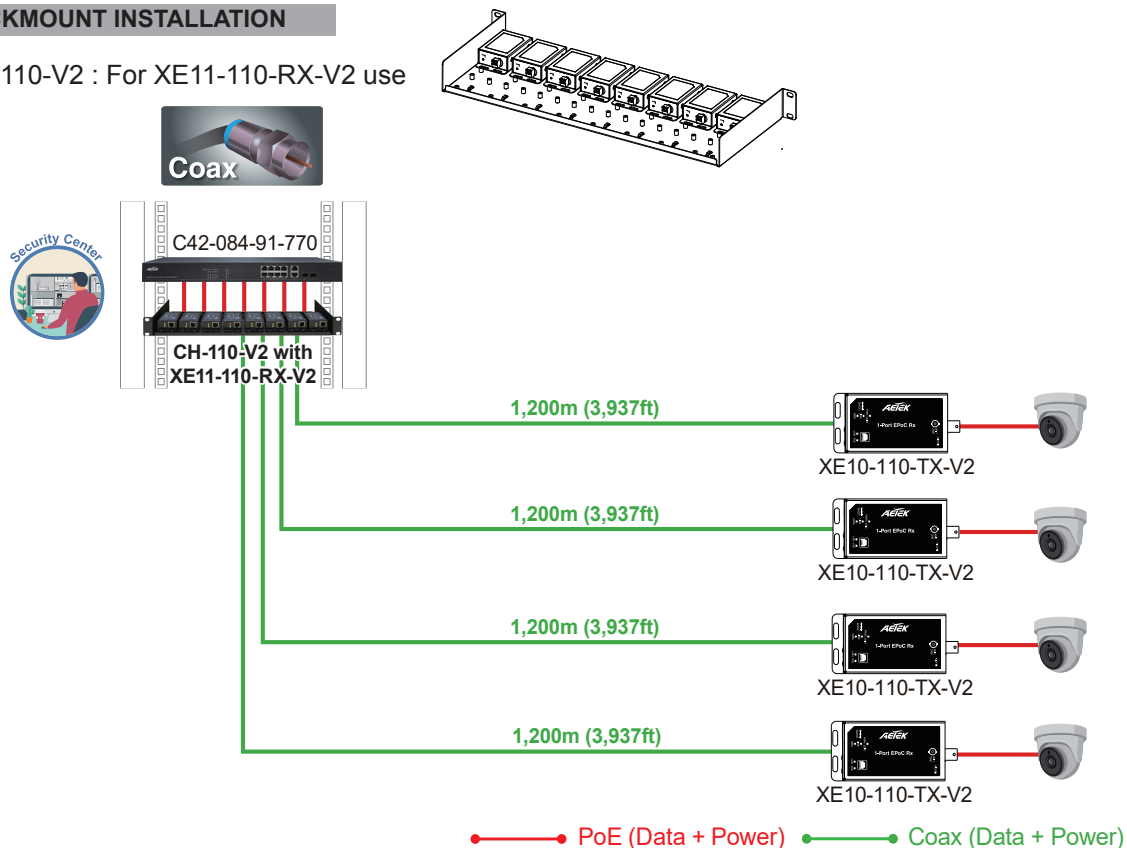 CKMOUNT INSTALLATION
110-V2 : For XE11-110-RX-V2 use
Coax
Security Center
C42-084-91-770
CH-110-V2 with
XE11-110-RX-V2
1,200m (3,937ft)
AETEK
1-Port EPoC Rx
XE10-110-TX-V2
1,200m (3,937ft)
AETEK
1-Port EPoC Rx
XE10-110-TX-V2
1,200m (3,937ft)
AETEK
1-Port EPoC Rx
XE10-110-TX-V2
1,200m (3,937ft)
AETEK
1-Port EPoC Rx
XE10-110-TX-V2
PoE (Data + Power)
Coax (Data + Power)